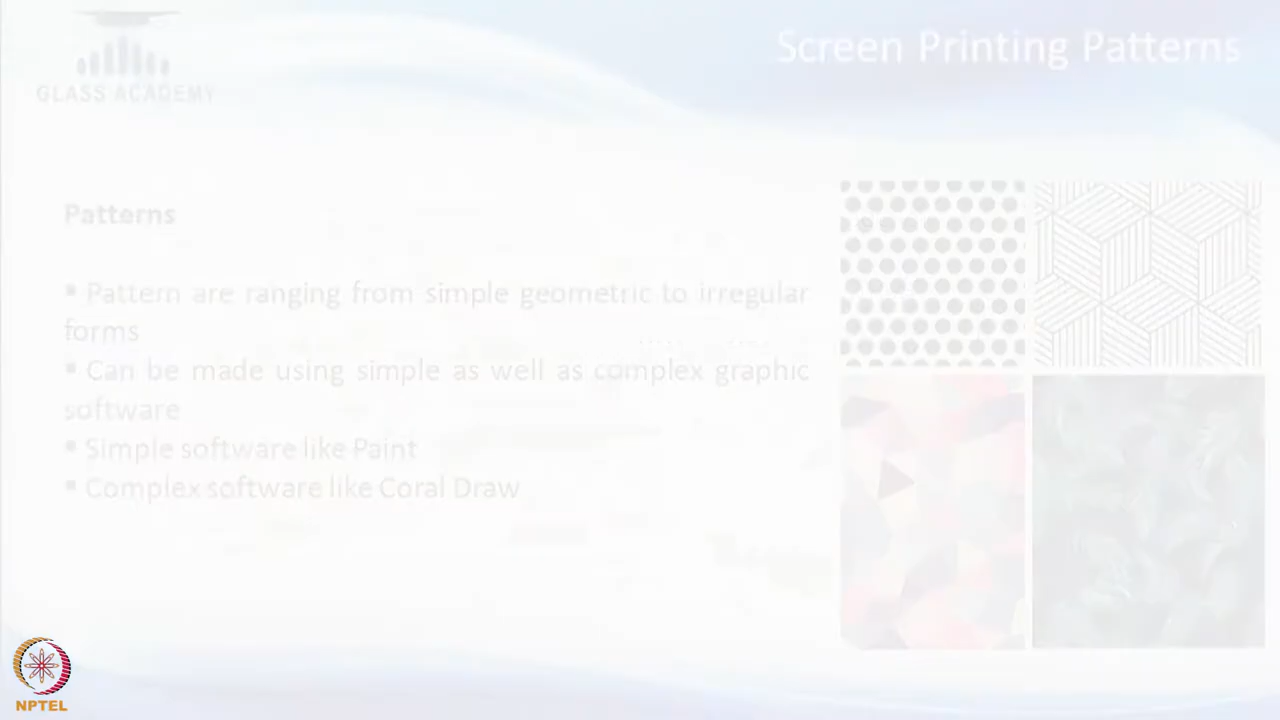 Screen Printing Patterns
GLASS ACADEMY
Patterns
▪ Pattern are ranging from simple geometric to irregular
forms
▪ Can be made using simple as well as complex graphic
software
▪ Simple software like Paint
▪ Complex software like Coral Draw
NPTEL